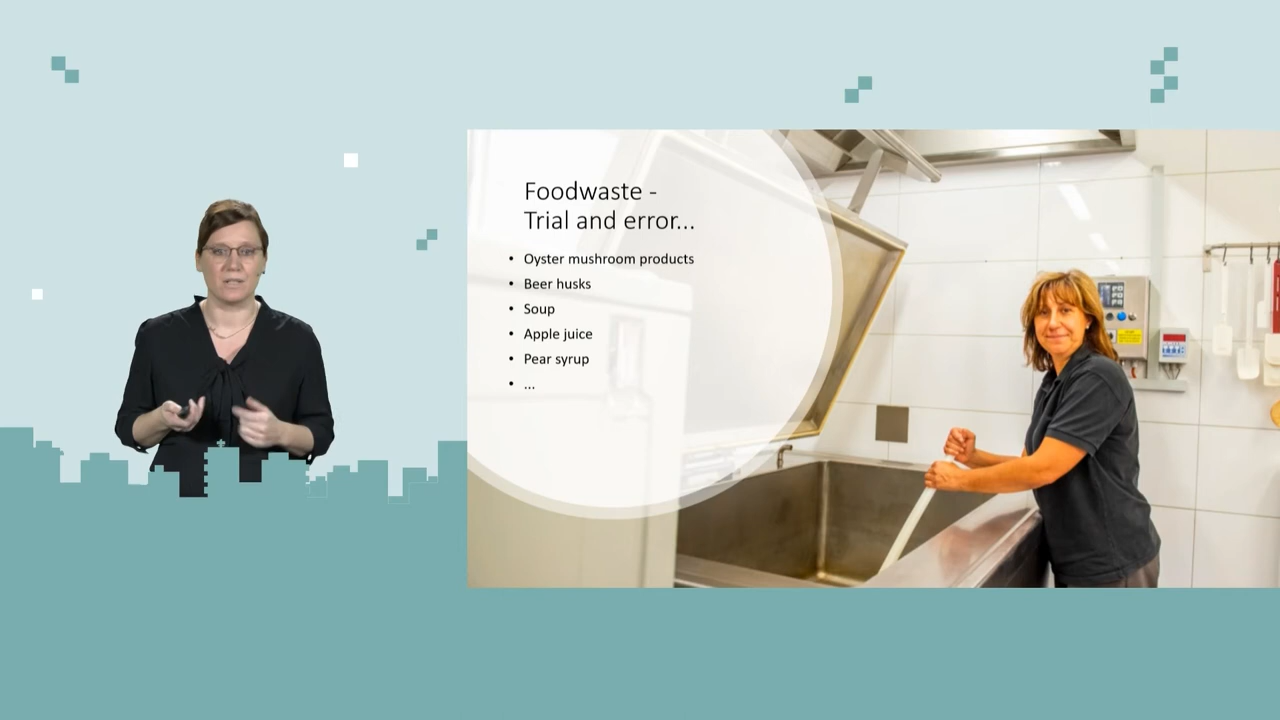 Foodwaste -
Trial and error...
• Oyster mushroom products
• Beer husks
• Soup
• Apple juice
• Pear syrup
• ...